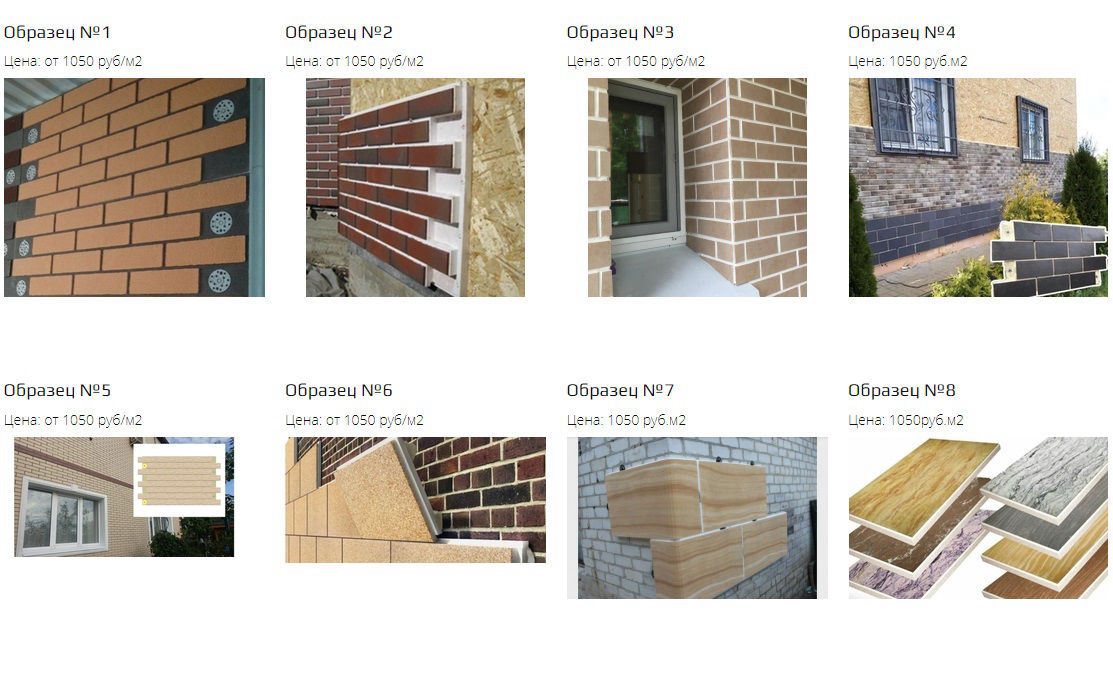 Образец №1
Цена: от 1050 руб/м2
Образец №2
Цена: от 1050 руб/м2
Образец №3
Цена: от 1050 руб/м2
Образец №4
Цена: 1050 руб.м2
Образец №5
Цена: от 1050 руб/м2
Образец №6
Цена: от 1050 руб/м2
Образец №7
Цена: 1050 руб.м2
Образец №8
Цена: 1050руб.м2